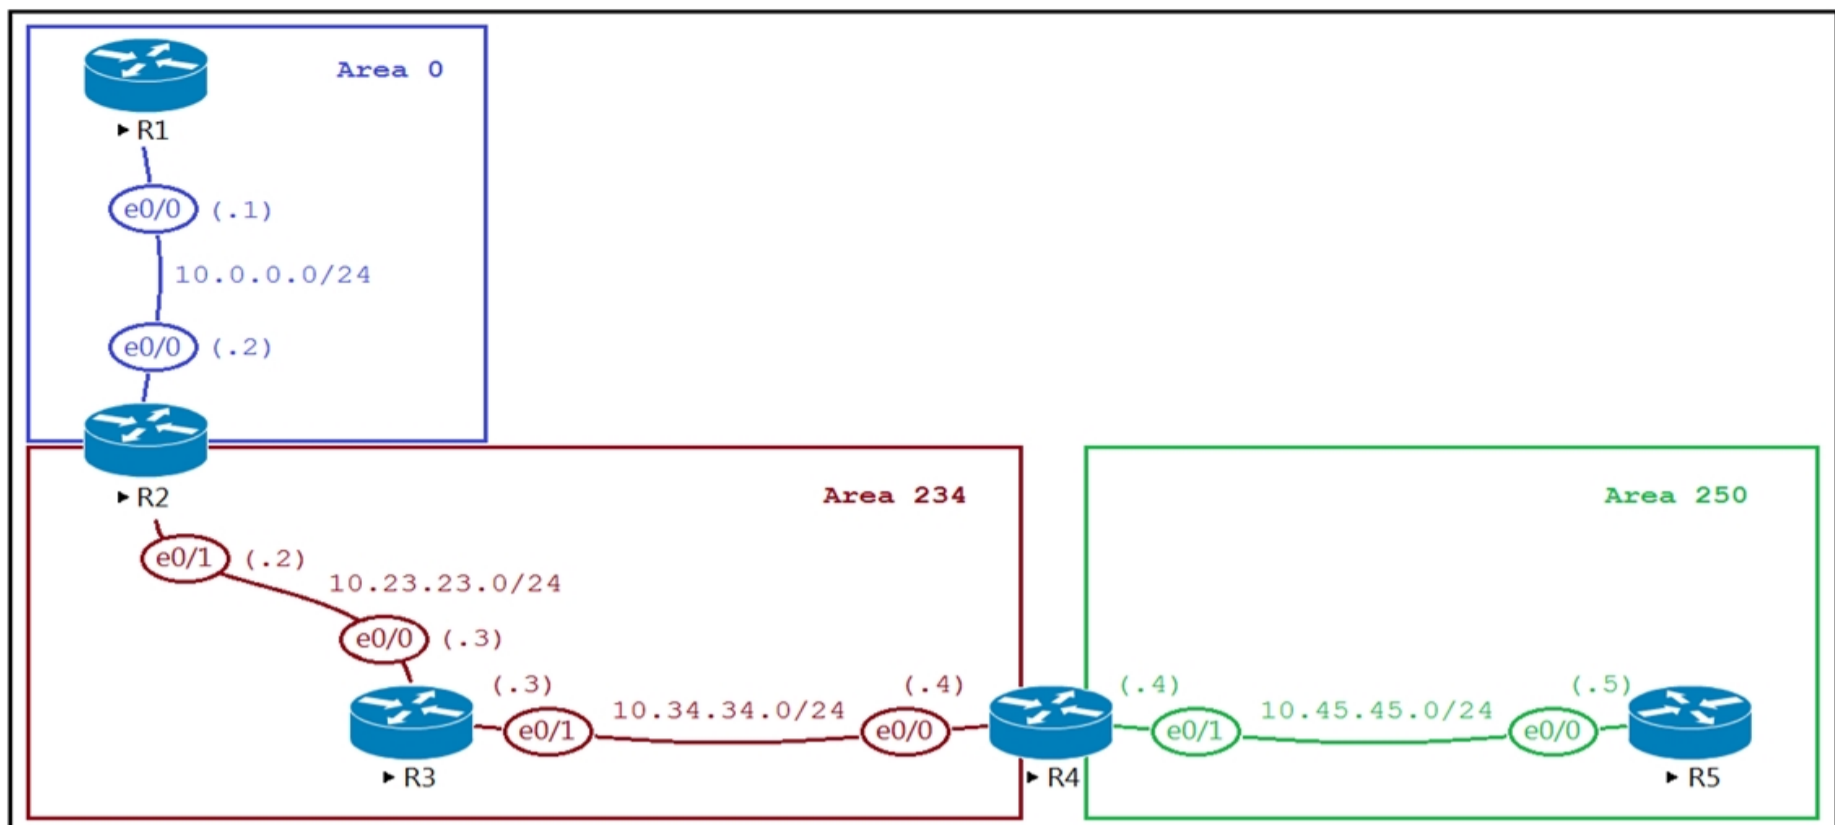 Area 0
R1
e0/0 (.1)
10.0.0.0/24
e0/0 (.2)
R2
Area 234
Area 250
e0/1 (.2)
10.23.23.0/24
e0/0 (.3)
R3
(.3)
e0/1
10.34.34.0/24
(.4)
e0/0
R4
(.4)
e0/1
10.45.45.0/24
(.5)
e0/0
R5